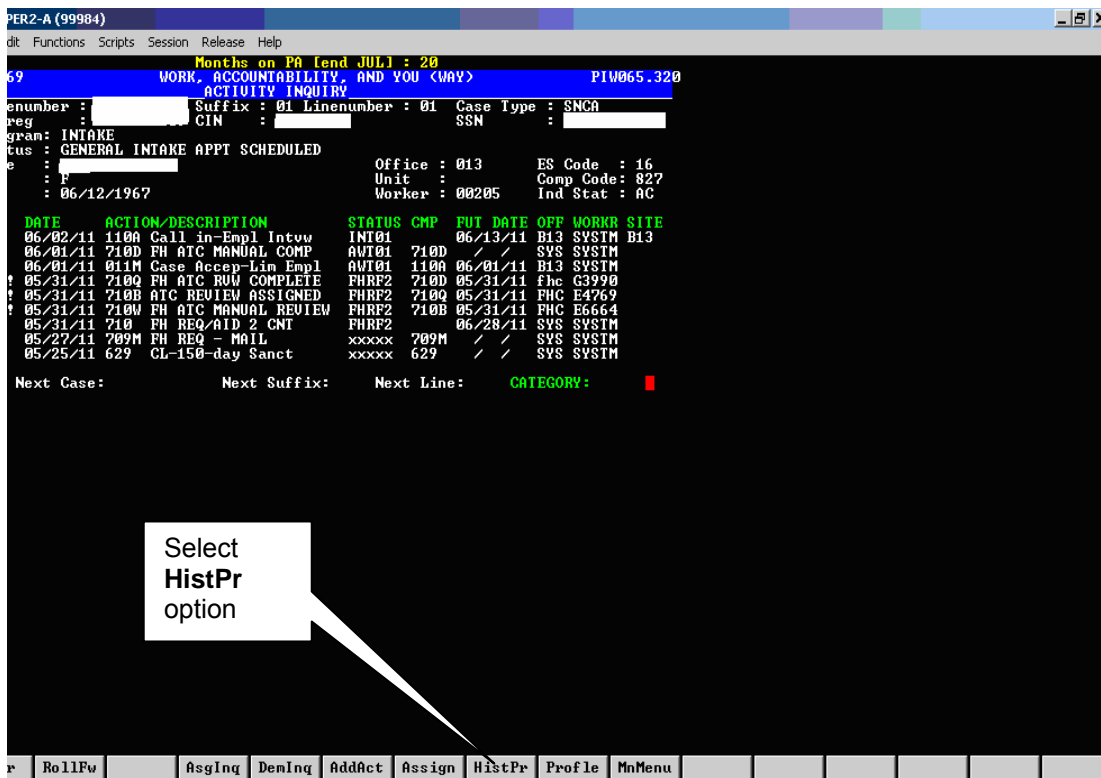 PER2-A (99984)
dit Functions Scripts Session Release Help
Months on PA [end JUL] : 20
69 WORK, ACCOUNTABILITY, AND YOU (WAY) PIW065.320
ACTIVITY INQUIRY
enumber : Suffix : 01 Linenumber : 01 Case Type : SNCA
reg : CIN : SSN :
gram: INTAKE
tus : GENERAL INTAKE APPT SCHEDULED
e : Office : 013 ES Code : 16
: F Unit : Comp Code: 827
: 06/12/1967 Worker : 00205 Ind Stat : AC
DATE ACTION/DESCRIPTION STATUS CMP FUT DATE OFF WORKR SITE
06/02/11 110A Call in-Empl Intvw INT01 06/13/11 B13 SYSTM B13
06/01/11 710D FH ATC MANUAL COMP AWT01 710D / / SYS SYSTM
06/01/11 011M Case Accep-Lim Empl AWT01 110A 06/01/11 B13 SYSTM
! 05/31/11 710Q FH ATC RVW COMPLETE FHRF2 710D 05/31/11 fhc G3990
! 05/31/11 710B ATC REVIEW ASSIGNED FHRF2 710Q 05/31/11 FHC E4769
! 05/31/11 710W FH ATC MANUAL REVIEW FHRF2 710B 05/31/11 FHC E6664
05/31/11 710 FH REQ/AID 2 CNT FHRF2 06/28/11 SYS SYSTM
05/27/11 709M FH REQ - MAIL xxxxx 709M / / SYS SYSTM
05/25/11 629 CL-150-day Sanct xxxxx 629 / / SYS SYSTM
Next Case: Next Suffix: Next Line: CATEGORY:
Select
HistPr
option
r RollFw AsgInq DemInq AddAct Assign HistPr Profle MnMenu